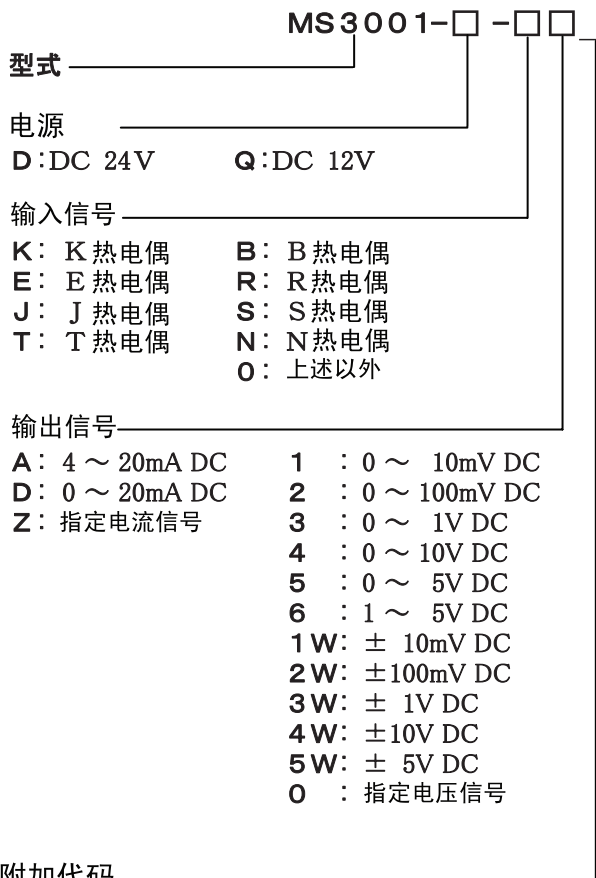 MS3001-□-□□
型式
电源
D:DC 24V Q:DC 12V
输入信号
K: K热电偶 B: B热电偶
E: E热电偶 R: R热电偶
J: J热电偶 S: S热电偶
T: T热电偶 N: N热电偶
0: 上述以外
输出信号
A: 4～20mA DC 1 : 0～ 10mV DC
D: 0～20mA DC 2 : 0～100mV DC
Z: 指定电流信号 3 : 0～ 1V DC
4 : 0～10V DC
5 : 0～ 5V DC
6 : 1～ 5V DC
1W: ± 10mV DC
2W: ±100mV DC
3W: ± 1V DC
4W: ±10V DC
5W: ± 5V DC
0 : 指定电压信号
附加代码